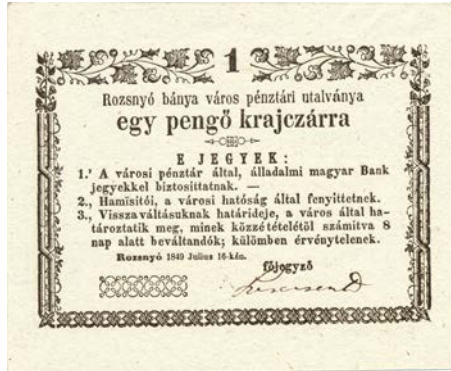 1
Rozsnyó bánya város pénztári utalványa
egy pengő krajczárra
E JEGYEK:
1.' A városi pénztár által, álladalmi magyar Bank
jegyekkel biztosittatnak. —
2., Hamisitói, a városi hatóság által fenyittetnek.
3., Visszaváltásuknak határideje, a város által ha-
tároztatik meg, minek közzétételétől számitva 8
nap alatt beváltandók; külömben érvénytelenek.
Rozsnyó 1849 Julius 16-kán.
főjegyző